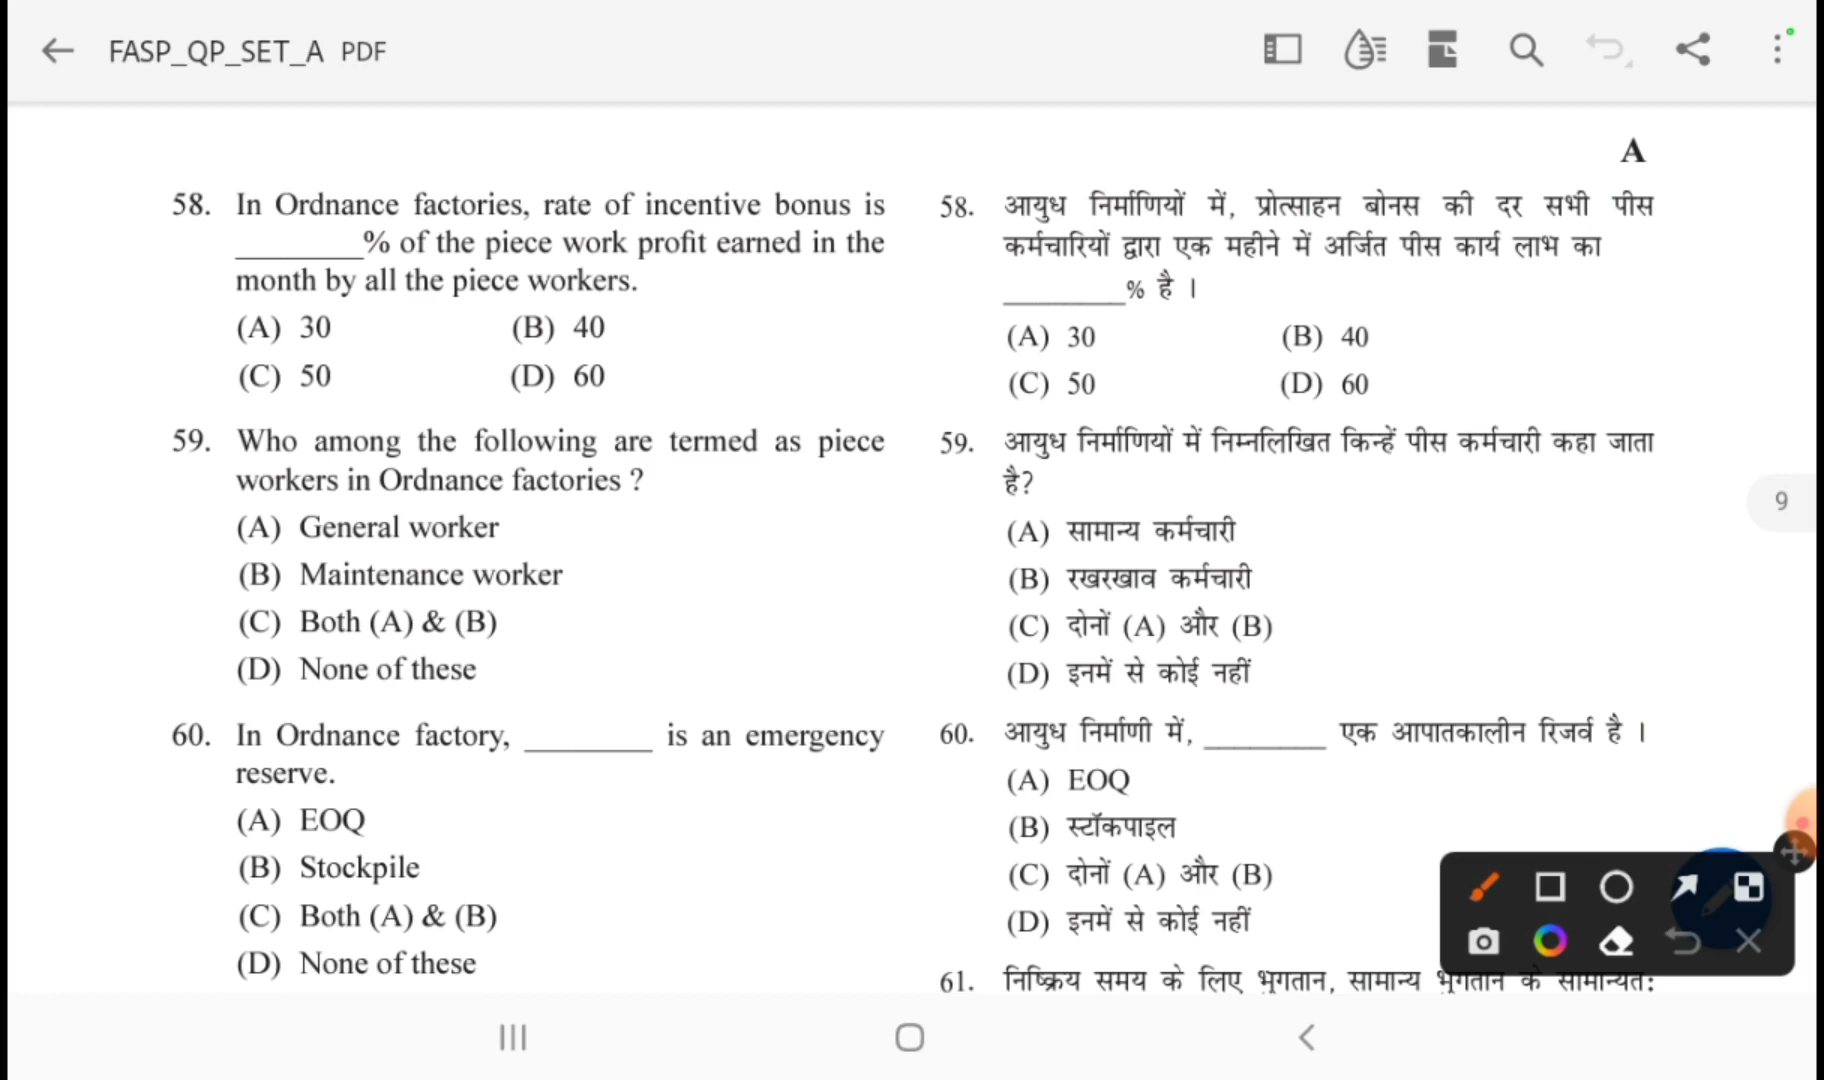 FASP_QP_SET_A PDF
A
58. In Ordnance factories, rate of incentive bonus is
________% of the piece work profit earned in the
month by all the piece workers.
(A) 30 (B) 40
(C) 50 (D) 60
59. Who among the following are termed as piece
workers in Ordnance factories ?
(A) General worker
(B) Maintenance worker
(C) Both (A) & (B)
(D) None of these
60. In Ordnance factory, ________ is an emergency
reserve.
(A) EOQ
(B) Stockpile
(C) Both (A) & (B)
(D) None of these
58. आयुध निर्माणियों में, प्रोत्साहन बोनस की दर सभी पीस
कर्मचारियों द्वारा एक महीने में अर्जित पीस कार्य लाभ का
________% है ।
(A) 30 (B) 40
(C) 50 (D) 60
59. आयुध निर्माणियों में निम्नलिखित किन्हें पीस कर्मचारी कहा जाता
है?
(A) सामान्य कर्मचारी
(B) रखरखाव कर्मचारी
(C) दोनों (A) और (B)
(D) इनमें से कोई नहीं
60. आयुध निर्माणी में, ________ एक आपातकालीन रिजर्व है ।
(A) EOQ
(B) स्टॉकपाइल
(C) दोनों (A) और (B)
(D) इनमें से कोई नहीं
61. निष्क्रिय समय के लिए भुगतान, सामान्य भुगतान के सामान्यतः
9